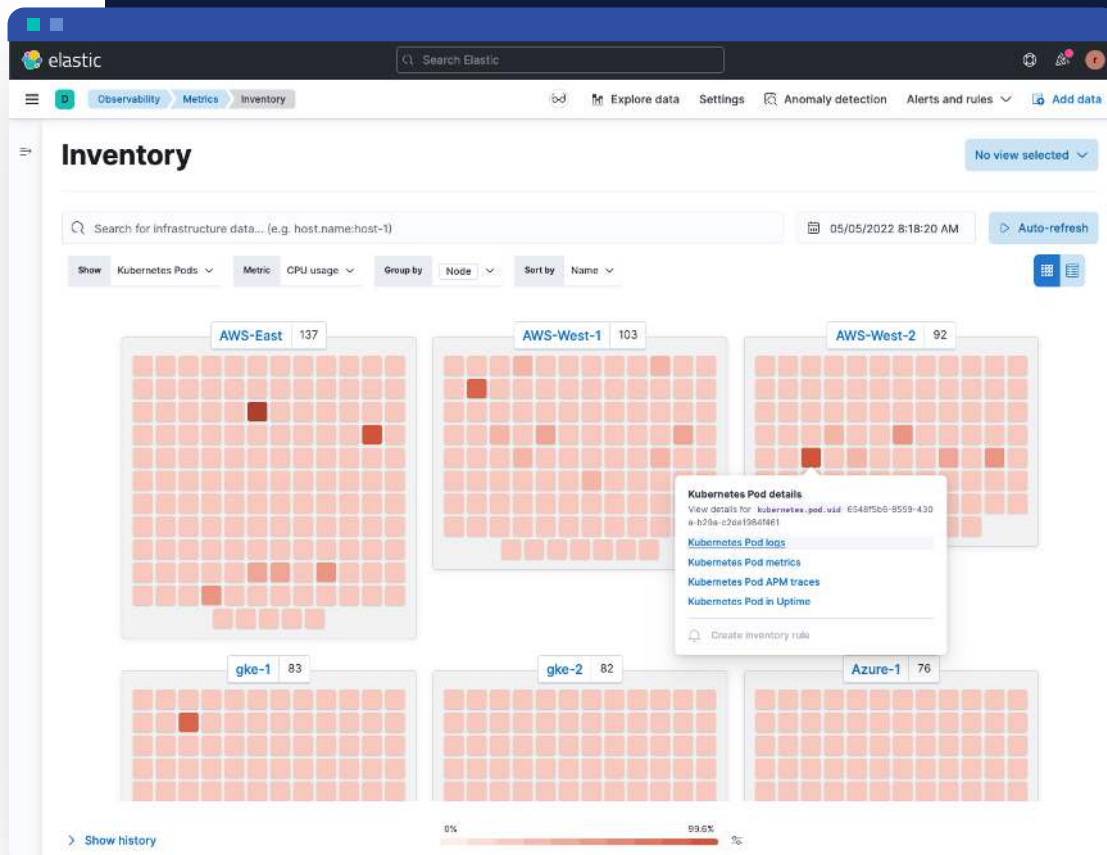 elastic
Search Elastic
r
D
Observability
Metrics
Inventory
Explore data
Settings
Anomaly detection
Alerts and rules
Add data
Inventory
No view selected
Search for infrastructure data... (e.g. host.name:host-1)
05/05/2022 8:18:20 AM
Auto-refresh
Show
Kubernetes Pods
Metric
CPU usage
Group by
Node
Sort by
Name
AWS-East 137
AWS-West-1 103
AWS-West-2 92
Kubernetes Pod details
View details for kubernetes.pod.uid 6548f5b6-8559-430
a-b29a-c2de1984f461
Kubernetes Pod logs
Kubernetes Pod metrics
Kubernetes Pod APM traces
Kubernetes Pod in Uptime
Create inventory rule
gke-1 83
gke-2 82
Azure-1 76
Show history
0%
99.6%